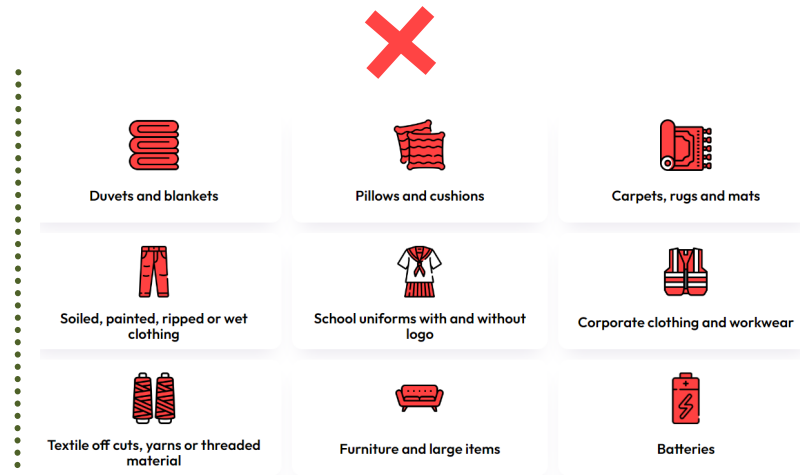 Duvets and blankets
Pillows and cushions
Carpets, rugs and mats
Soiled, painted, ripped or wet
clothing
School uniforms with and without
logo
Corporate clothing and workwear
Textile off cuts, yarns or threaded
material
Furniture and large items
Batteries